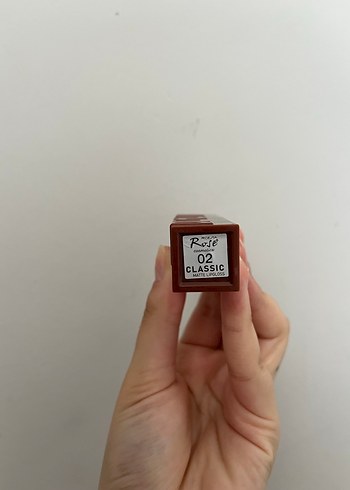 Rosé
02
CLASSIC
MATTE LIPGLOSS